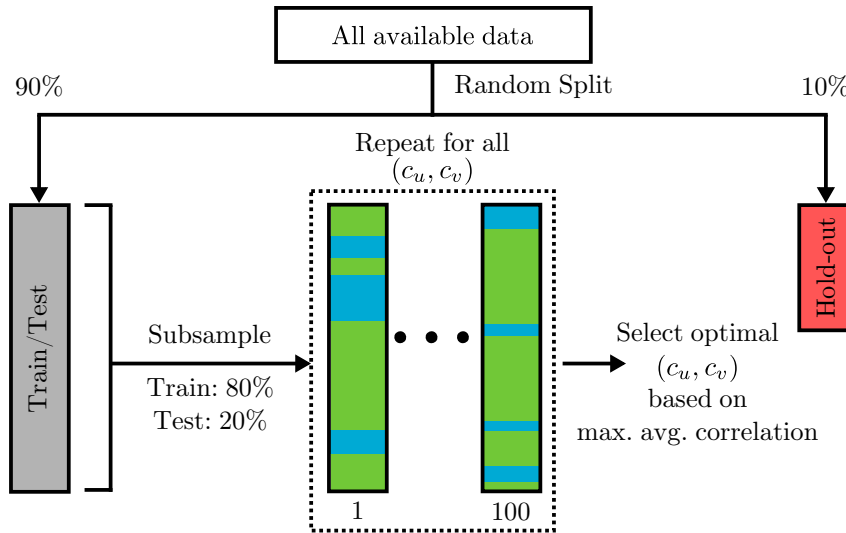 All available data
90%
Random Split
10%
Repeat for all
(c_u, c_v)
Train/Test
Hold-out
Subsample
Train: 80%
Test: 20%
Select optimal
(c_u, c_v)
based on
max. avg. correlation
1
100